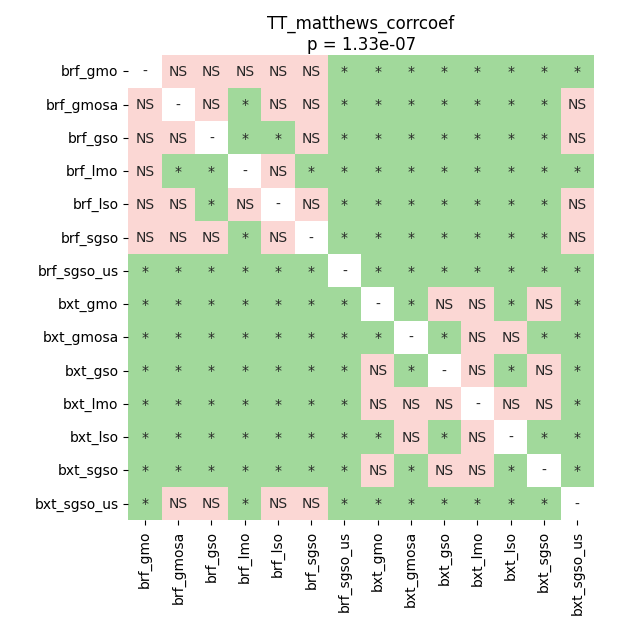 TT_matthews_corrcoef
p = 1.33e-07
brf_gmo - NS NS NS NS NS * * * * * * * *
brf_gmosa NS - NS * NS NS * * * * * * * NS
brf_gso NS NS - * * NS * * * * * * * NS
brf_lmo NS * * - NS * * * * * * * * *
brf_lso NS NS * NS - NS * * * * * * * NS
brf_sgso NS NS NS * NS - * * * * * * * NS
brf_sgso_us * * * * * * - * * * * * * *
bxt_gmo * * * * * * * - * NS NS * NS *
bxt_gmosa * * * * * * * * - * NS NS * *
bxt_gso * * * * * * * NS * - NS * NS *
bxt_lmo * * * * * * * NS NS NS - NS NS *
bxt_lso * * * * * * * * NS * NS - * *
bxt_sgso * * * * * * * NS * NS NS * - *
bxt_sgso_us * NS NS * NS NS * * * * * * * -
brf_gmo brf_gmosa brf_gso brf_lmo brf_lso brf_sgso brf_sgso_us bxt_gmo bxt_gmosa bxt_gso bxt_lmo bxt_lso bxt_sgso bxt_sgso_us